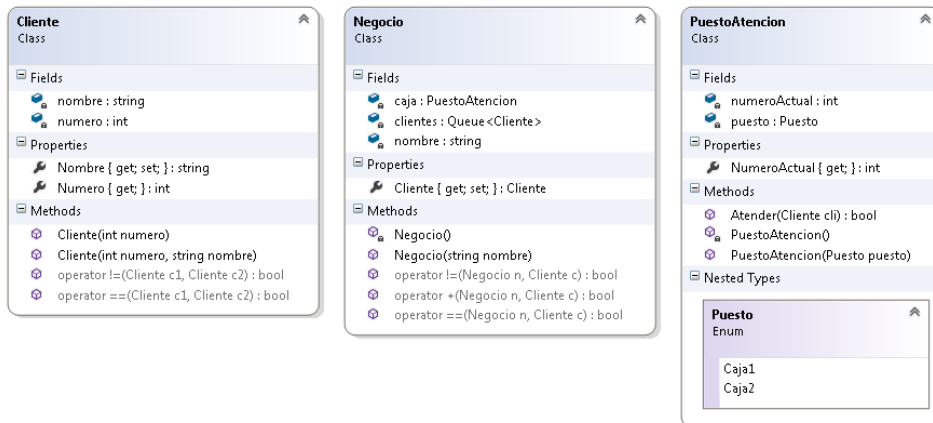 Cliente
Class
Fields
nombre : string
numero : int
Properties
Nombre { get; set; } : string
Numero { get; } : int
Methods
Cliente(int numero)
Cliente(int numero, string nombre)
operator !=(Cliente c1, Cliente c2) : bool
operator ==(Cliente c1, Cliente c2) : bool
Negocio
Class
Fields
caja : PuestoAtencion
clientes : Queue<Cliente>
nombre : string
Properties
Cliente { get; set; } : Cliente
Methods
Negocio()
Negocio(string nombre)
operator !=(Negocio n, Cliente c) : bool
operator +(Negocio n, Cliente c) : bool
operator ==(Negocio n, Cliente c) : bool
PuestoAtencion
Class
Fields
numeroActual : int
puesto : Puesto
Properties
NumeroActual { get; } : int
Methods
Atender(Cliente cli) : bool
PuestoAtencion()
PuestoAtencion(Puesto puesto)
Nested Types
Puesto
Enum
Caja1
Caja2